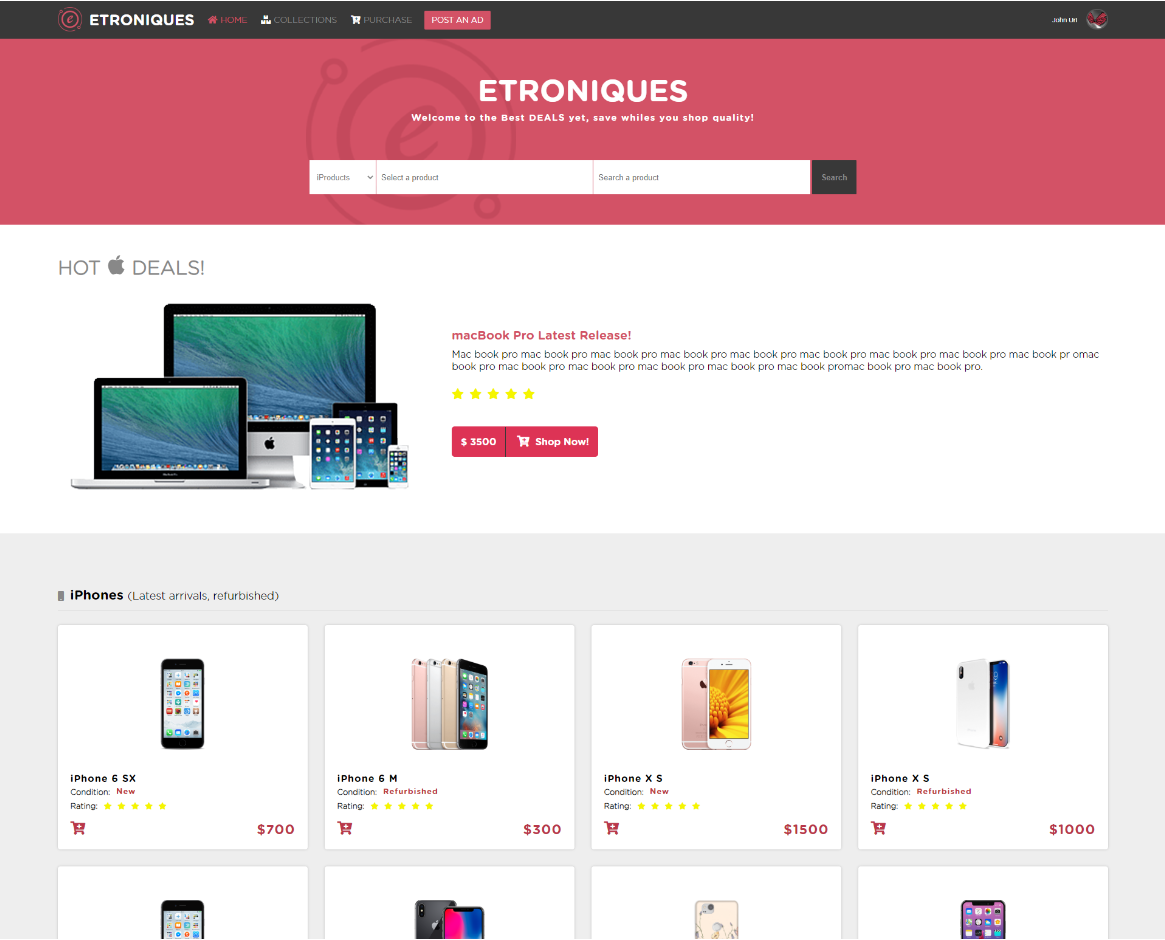 ETRONIQUES HOME COLLECTIONS PURCHASE POST AN AD John Url
ETRONIQUES
Welcome to the Best DEALS yet, save whiles you shop quality!
iProducts Select a product Search a product Search
HOT DEALS!
macBook Pro Latest Release!
Mac book pro mac book pro mac book pro mac book pro mac book pro mac book pro mac book pro mac book pro mac book pr omac
book pro mac book pro mac book pro mac book pro mac book pro mac book promac book pro mac book pro.
$ 3500 Shop Now!
iPhones (Latest arrivals, refurbished)
iPhone 6 SX
Condition: New
Rating:
$700
iPhone 6 M
Condition: Refurbished
Rating:
$300
iPhone X S
Condition: New
Rating:
$1500
iPhone X S
Condition: Refurbished
Rating:
$1000